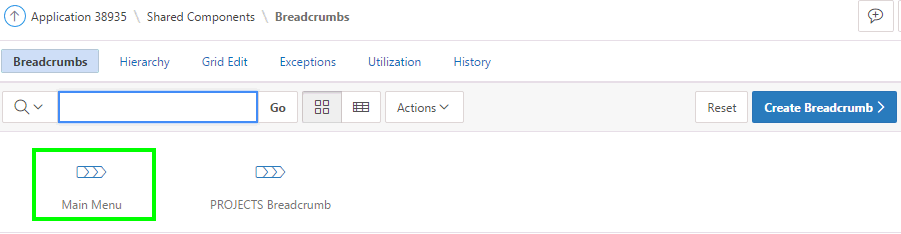 Application 38935 \ Shared Components \ Breadcrumbs
Breadcrumbs Hierarchy Grid Edit Exceptions Utilization History
Go Actions Reset Create Breadcrumb
Main Menu PROJECTS Breadcrumb